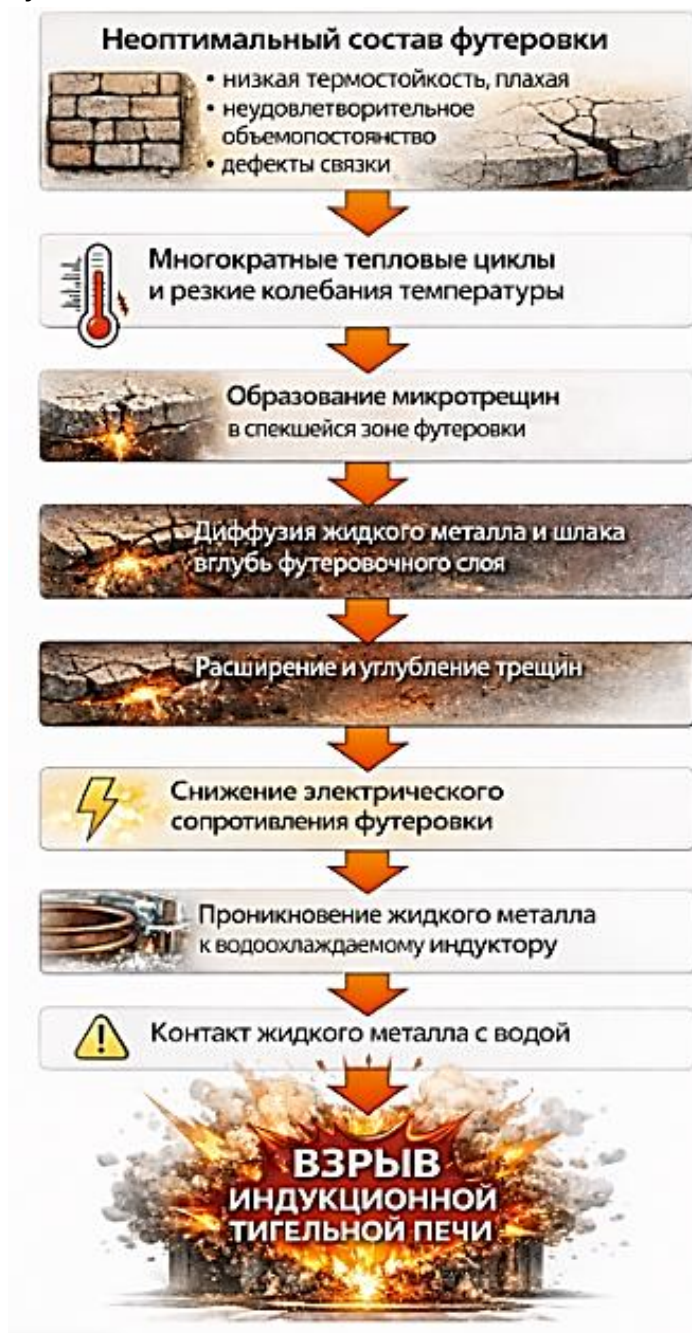 Неоптимальный состав футеровки
• низкая термостойкость, плахая
• неудовлетворительное
объемопостоянство
• дефекты связки
Многократные тепловые циклы
и резкие колебания температуры
Образование микротрещин
в спекшейся зоне футеровки
Диффузия жидкого металла и шлака
вглубь футеровочного слоя
Расширение и углубление трещин
Снижение электрического
сопротивления футеровки
Проникновение жидкого металла
к водоохлаждаемому индуктору
Контакт жидкого металла с водой
ВЗРЫВ
ИНДУКЦИОННОЙ
ТИГЕЛЬНОЙ ПЕЧИ